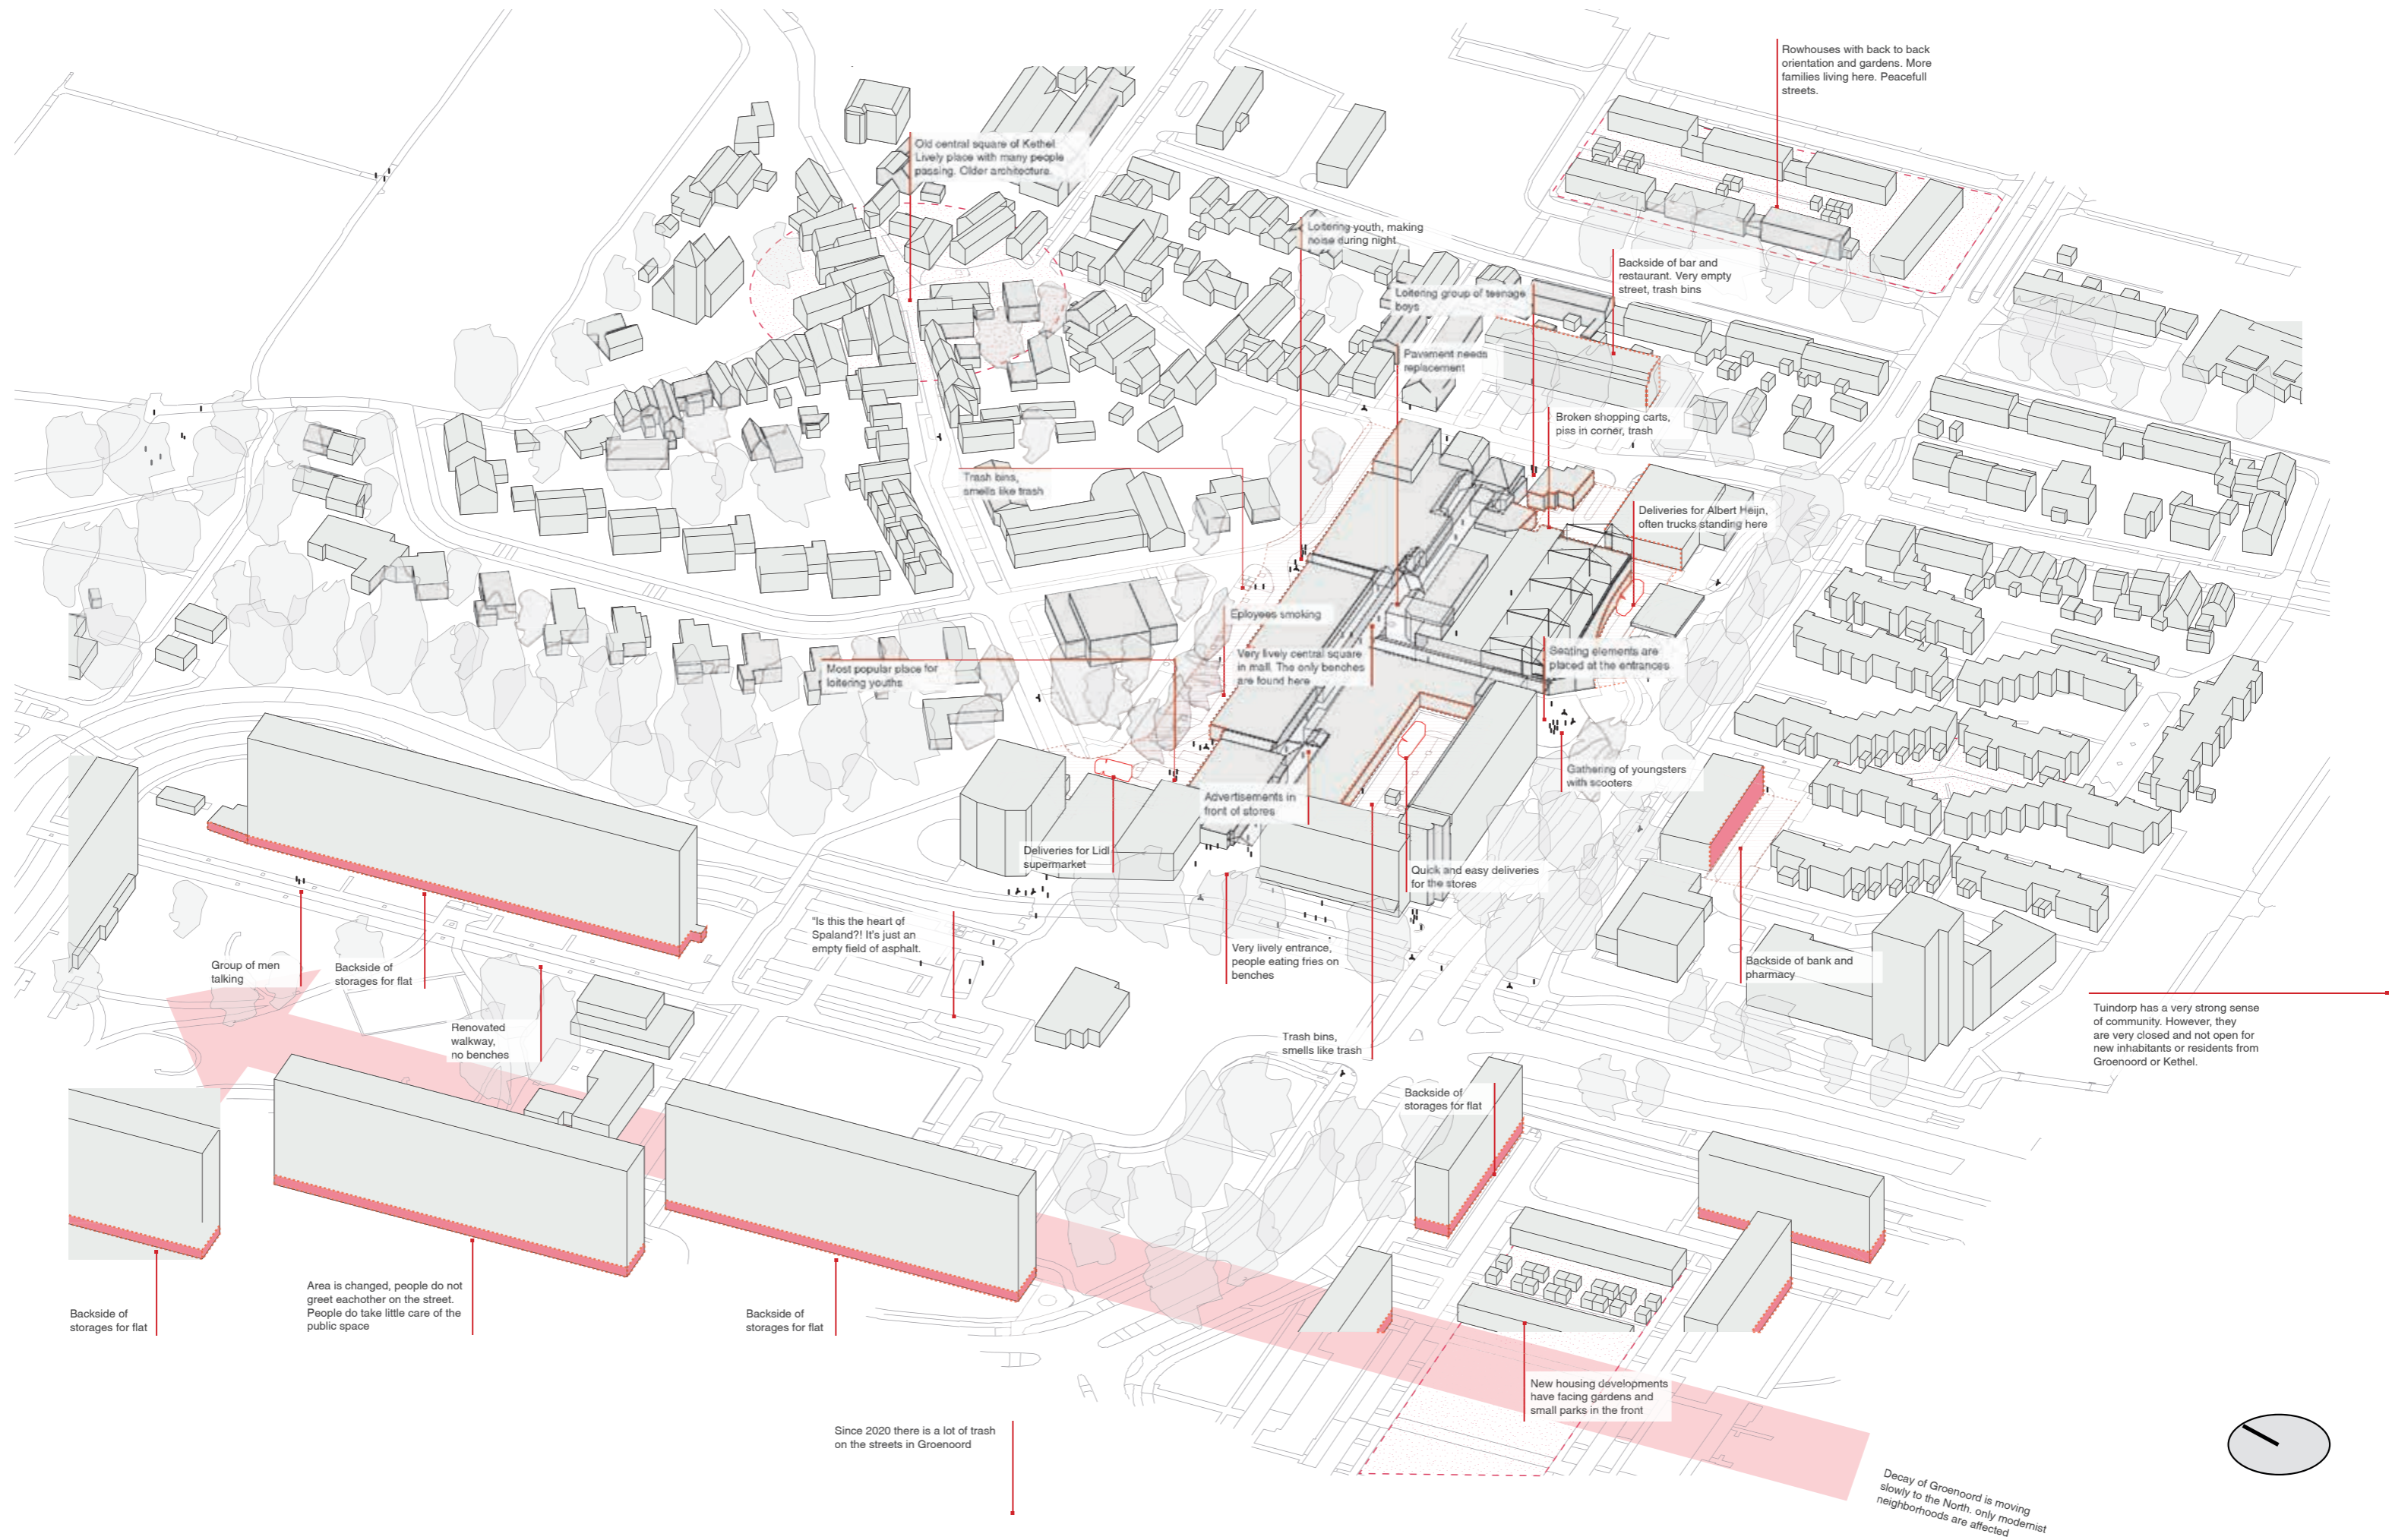 Rowhouses with back to back
orientation and gardens. More
families living here. Peacefull
streets.
Old central square of Kethel
Lively place with many people
passing. Older architecture.
Loitering youth, making
noise during night
Backside of bar and
restaurant. Very empty
street, trash bins
Loitering group of teenage
boys
Pavement needs
replacement
Broken shopping carts,
piss in corner, trash
Trash bins,
smells like trash
Deliveries for Albert Heijn,
often trucks standing here
Eployees smoking
Very lively central square
in mall. The only benches
are found here
Seating elements are
placed at the entrances
Most popular place for
loitering youths
Gathering of youngsters
with scooters
Advertisements in
front of stores
Deliveries for Lidl
supermarket
Quick and easy deliveries
for the stores
"Is this the heart of
Spaland?! It's just an
empty field of asphalt.
Very lively entrance,
people eating fries on
benches
Group of men
talking
Backside of
storages for flat
Backside of bank and
pharmacy
Tuindorp has a very strong sense
of community. However, they
are very closed and not open for
new inhabitants or residents from
Groenoord or Kethel.
Renovated
walkway,
no benches
Trash bins,
smells like trash
Backside of
storages for flat
Backside of
storages for flat
Area is changed, people do not
greet eachother on the street.
People do take little care of the
public space
Backside of
storages for flat
New housing developments
have facing gardens and
small parks in the front
Since 2020 there is a lot of trash
on the streets in Groenoord
Decay of Groenoord is moving
slowly to the North. only modernist
neighborhoods are affected